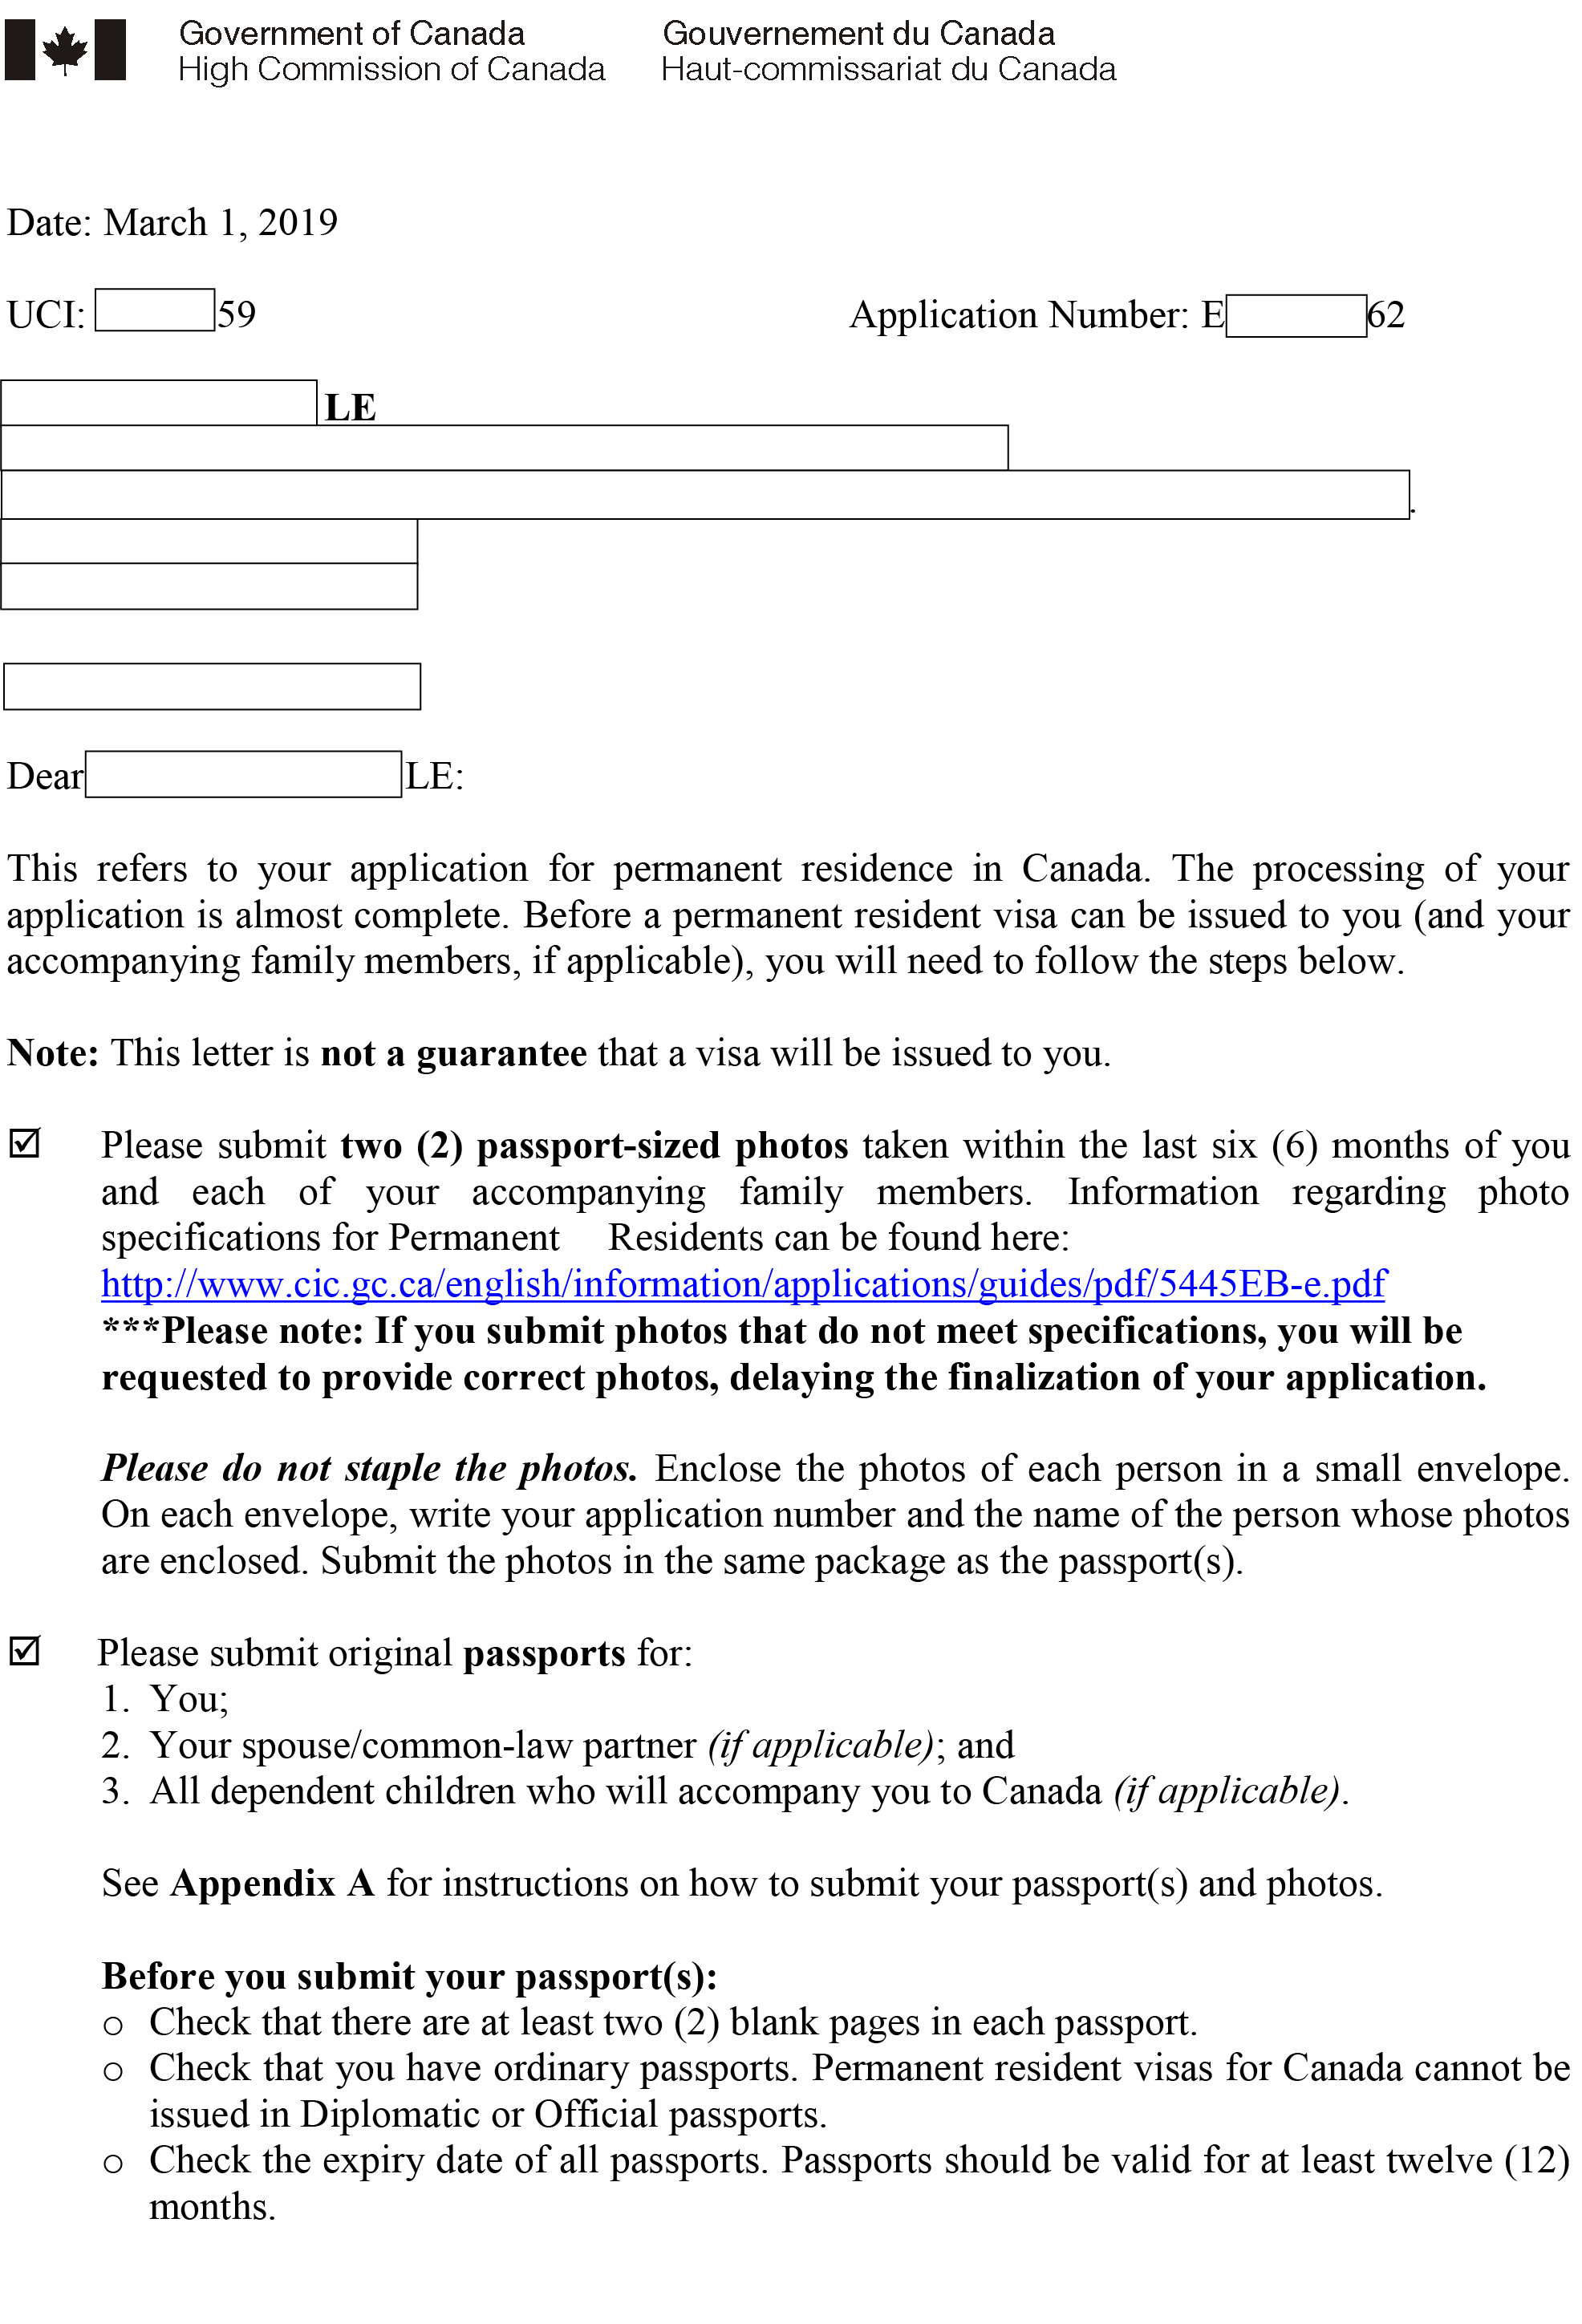 Government of Canada Gouvernement du Canada
High Commission of Canada Haut-commissariat du Canada
Date: March 1, 2019
UCI: 59 Application Number: E 62
LE
.
Dear LE:
This refers to your application for permanent residence in Canada. The processing of your
application is almost complete. Before a permanent resident visa can be issued to you (and your
accompanying family members, if applicable), you will need to follow the steps below.
Note: This letter is not a guarantee that a visa will be issued to you.
☑ Please submit two (2) passport-sized photos taken within the last six (6) months of you
and each of your accompanying family members. Information regarding photo
specifications for Permanent Residents can be found here:
http://www.cic.gc.ca/english/information/applications/guides/pdf/5445EB-e.pdf
***Please note: If you submit photos that do not meet specifications, you will be
requested to provide correct photos, delaying the finalization of your application.
Please do not staple the photos. Enclose the photos of each person in a small envelope.
On each envelope, write your application number and the name of the person whose photos
are enclosed. Submit the photos in the same package as the passport(s).
☑ Please submit original passports for:
1. You;
2. Your spouse/common-law partner (if applicable); and
3. All dependent children who will accompany you to Canada (if applicable).
See Appendix A for instructions on how to submit your passport(s) and photos.
Before you submit your passport(s):
o Check that there are at least two (2) blank pages in each passport.
o Check that you have ordinary passports. Permanent resident visas for Canada cannot be
issued in Diplomatic or Official passports.
o Check the expiry date of all passports. Passports should be valid for at least twelve (12)
months.